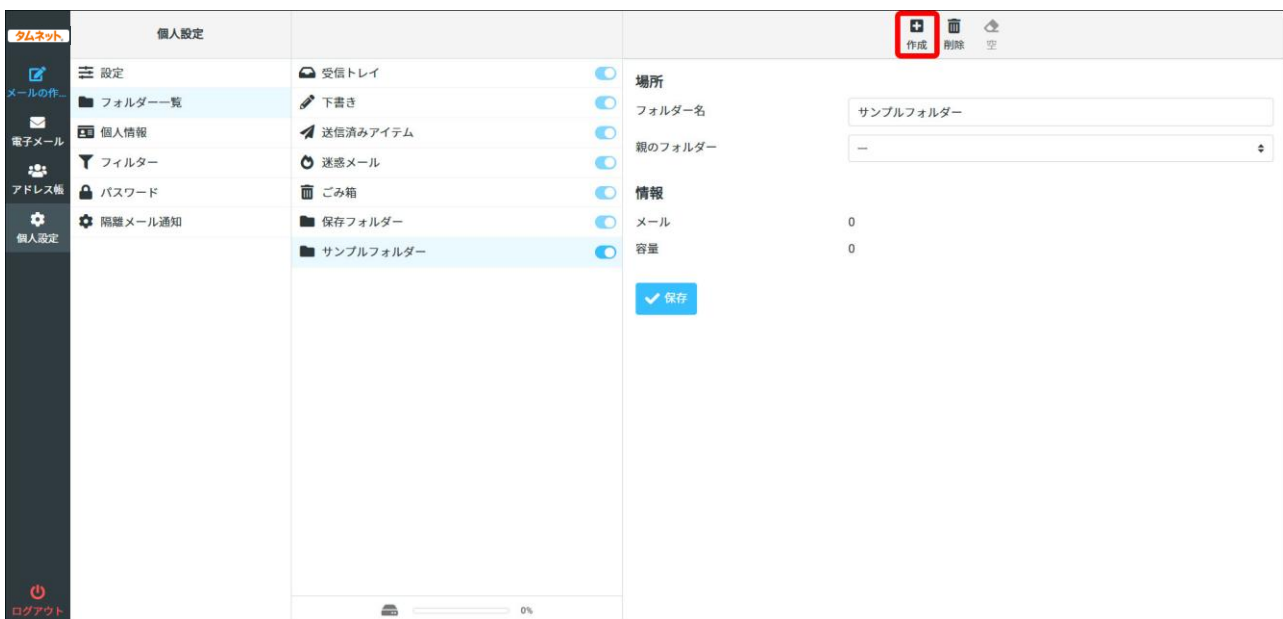 タムネット
メールの作...
電子メール
アドレス帳
個人設定
ログアウト
個人設定
設定
フォルダー一覧
個人情報
フィルター
パスワード
隔離メール通知
受信トレイ
下書き
送信済みアイテム
迷惑メール
ごみ箱
保存フォルダー
サンプルフォルダー
0%
作成 削除 空
場所
フォルダー名 サンプルフォルダー
親のフォルダー ---
情報
メール 0
容量 0
保存